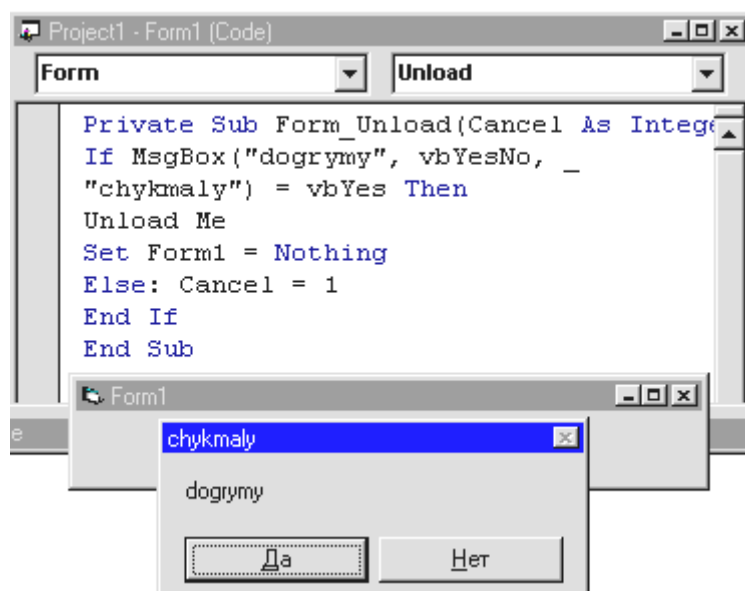 Project1 - Form1 (Code)
Form Unload
Private Sub Form_Unload(Cancel As Intege
If MsgBox("dogrymy", vbYesNo, _
"chykmaly") = vbYes Then
Unload Me
Set Form1 = Nothing
Else: Cancel = 1
End If
End Sub
Form1
e
chykmaly
dogrymy
Да Нет